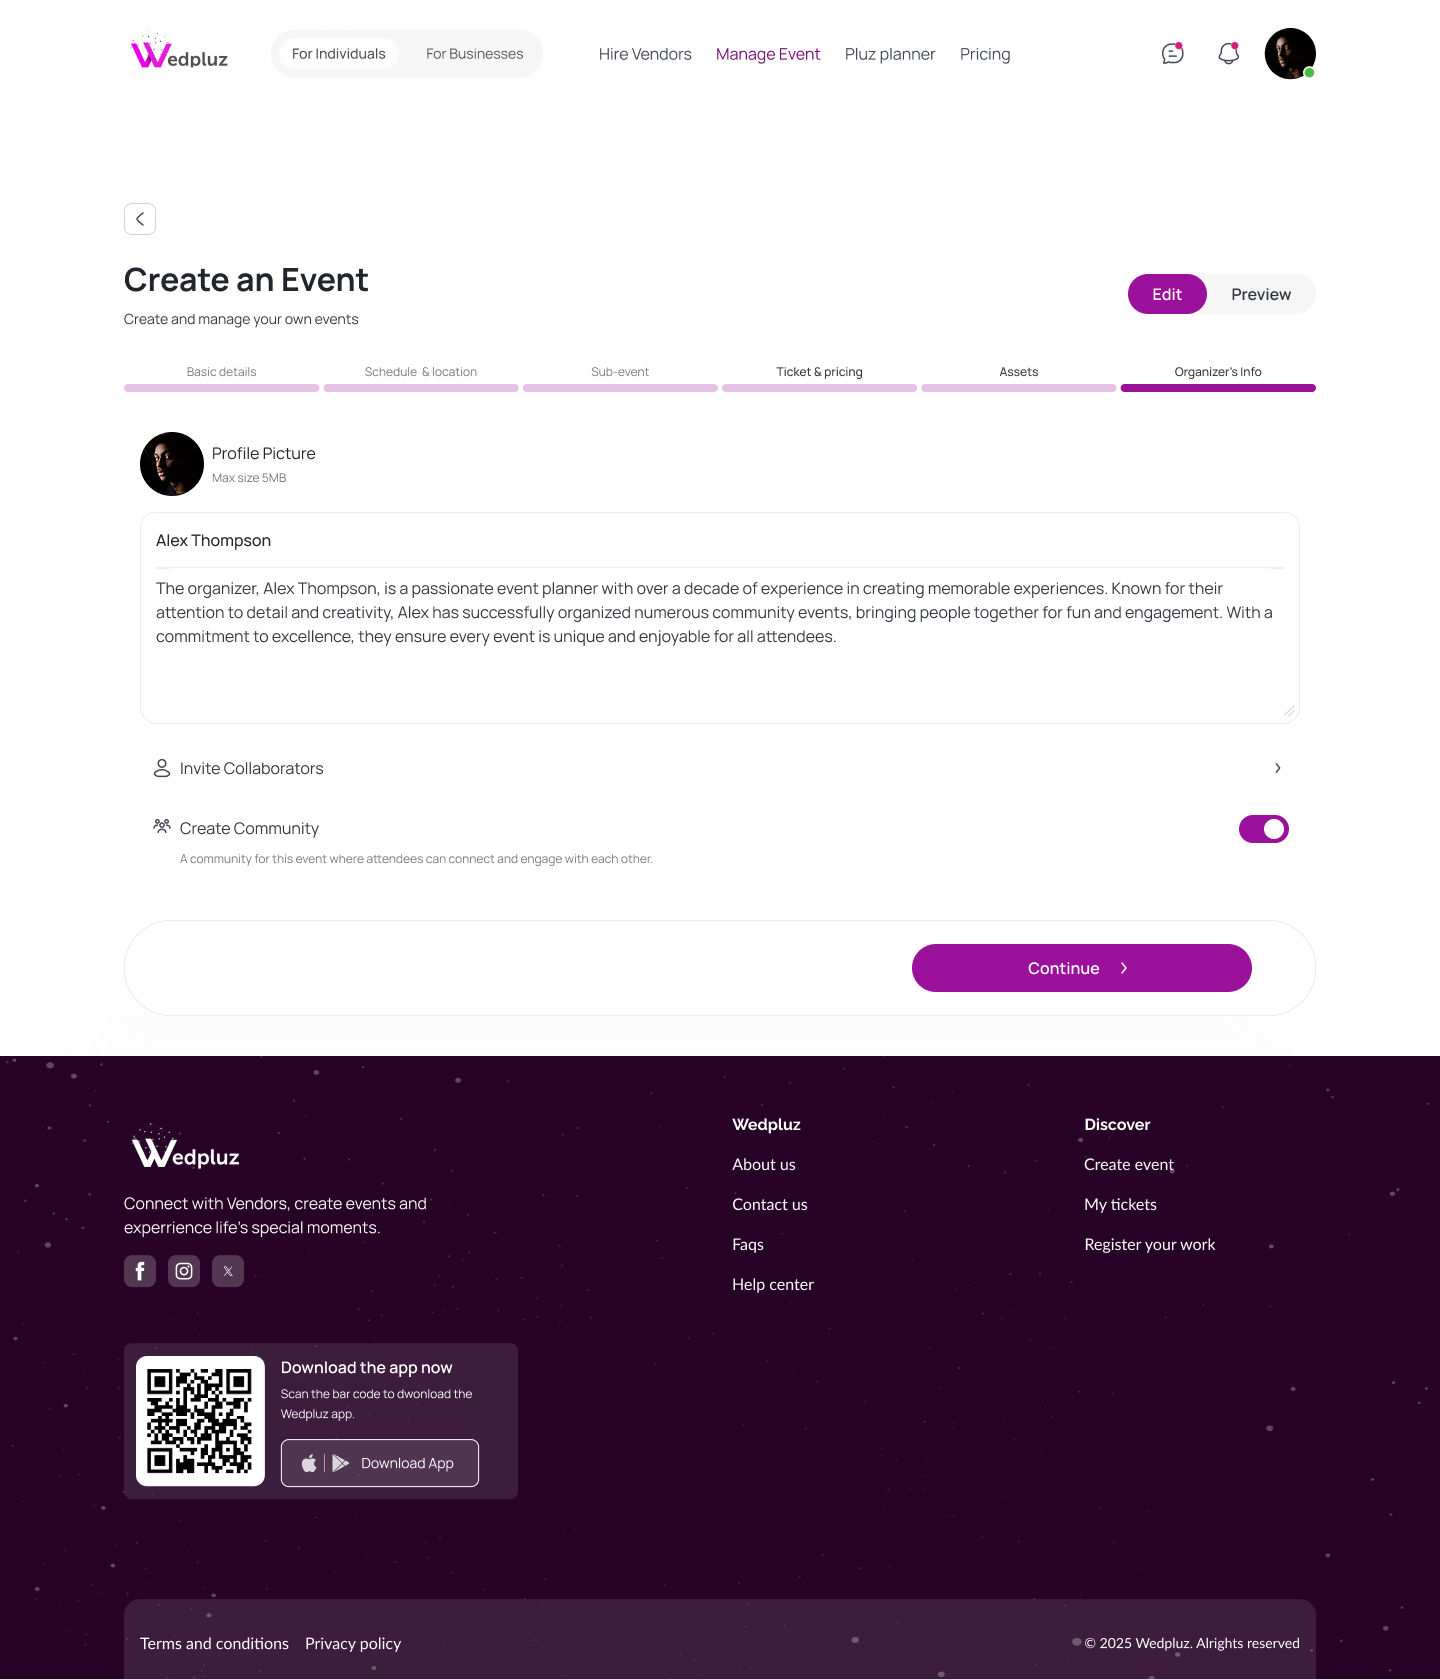 Wedpluz
For Individuals
For Businesses
Hire Vendors
Manage Event
Pluz planner
Pricing
Create an Event
Create and manage your own events
Edit
Preview
Basic details
Schedule & location
Sub-event
Ticket & pricing
Assets
Organizer's Info
Profile Picture
Max size 5MB
Alex Thompson
The organizer, Alex Thompson, is a passionate event planner with over a decade of experience in creating memorable experiences. Known for their
attention to detail and creativity, Alex has successfully organized numerous community events, bringing people together for fun and engagement. With a
commitment to excellence, they ensure every event is unique and enjoyable for all attendees.
Invite Collaborators
Create Community
A community for this event where attendees can connect and engage with each other.
Continue
Wedpluz
Connect with Vendors, create events and
experrience life's special moments.
Download the app now
Scan the bar code to dwonload the
Wedpluz app.
Download App
Wedpluz
About us
Contact us
Faqs
Help center
Discover
Create event
My tickets
Register your work
Terms and conditions
Privacy policy
© 2025 Wedpluz. Alrights reserved